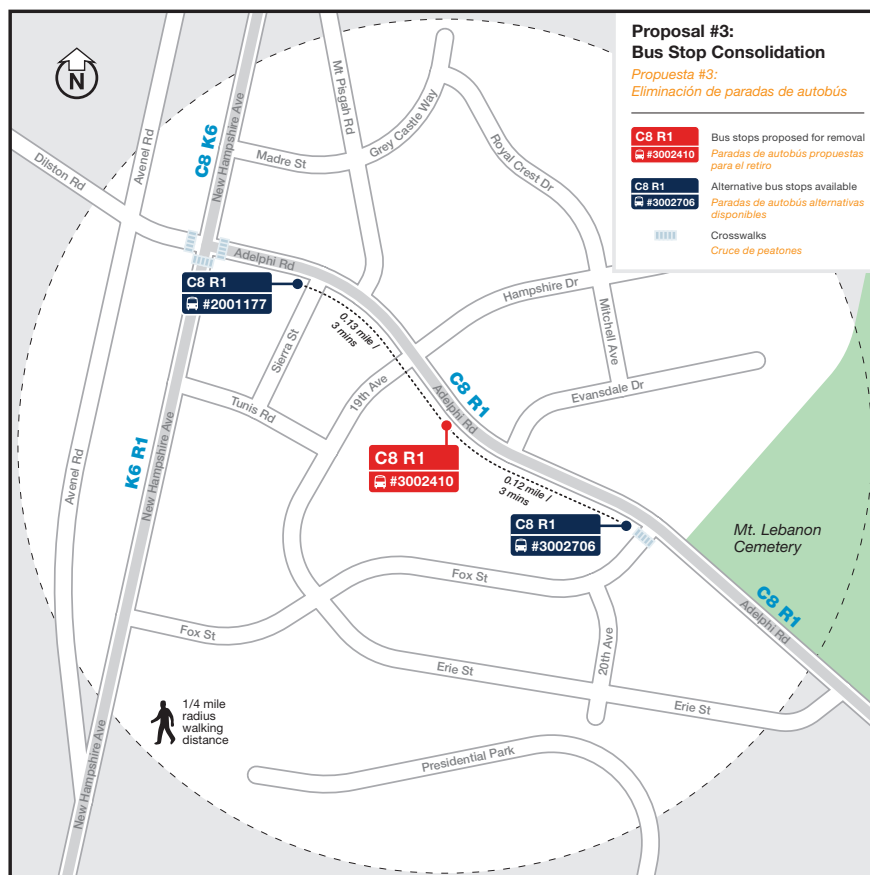 Proposal #3:
Bus Stop Consolidation
Propuesta #3:
Eliminación de paradas de autobús
C8 R1
#3002410
Bus stops proposed for removal
Paradas de autobús propuestas
para el retiro
C8 R1
#3002706
Alternative bus stops available
Paradas de autobús alternativas
disponibles
Crosswalks
Cruce de peatones
N
Dilston Rd
Avenel Rd
C8 K6
New Hampshire Ave
Madre St
Mt Pisgah Rd
Grey Castle Way
Royal Crest Dr
Adelphi Rd
C8 R1
#2001177
Sierra St
0.13 mile /
3 mins
Hampshire Dr
Mitchell Ave
Evansdale Dr
19th Ave
Tunis Rd
C8 R1
Adelphi Rd
K6 R1
New Hampshire Ave
Avenel Rd
C8 R1
#3002410
0.12 mile /
3 mins
C8 R1
#3002706
Mt. Lebanon
Cemetery
C8 R1
Adelphi Rd
Fox St
Fox St
20th Ave
Erie St
Erie St
1/4 mile
radius
walking
distance
Presidential Park
New Hampshire Ave